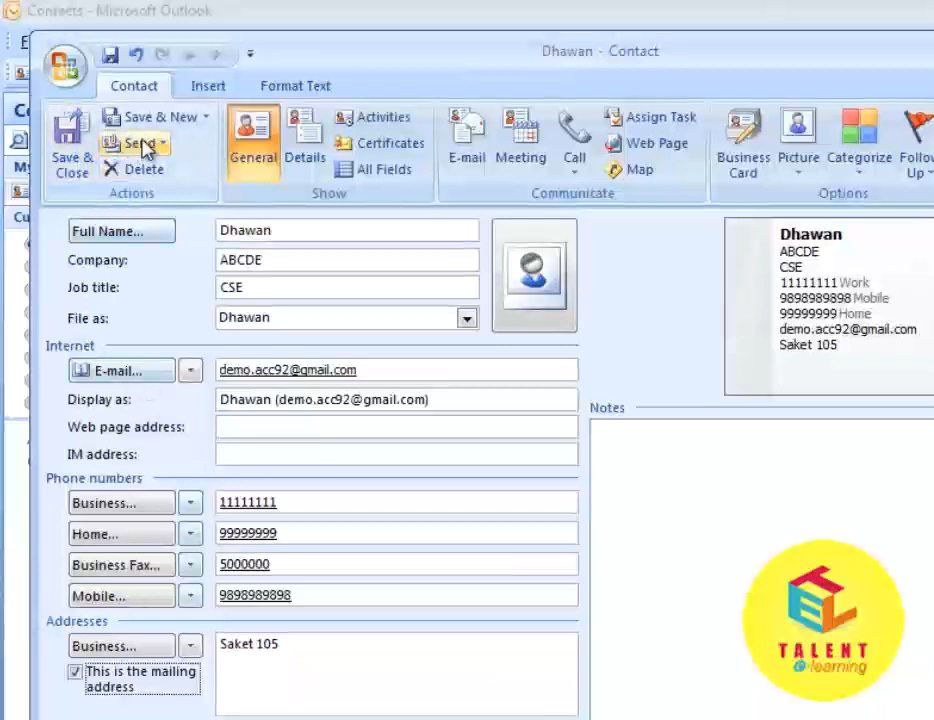 Contacts - Microsoft Outlook
Dhawan - Contact
Contact Insert Format Text
Save & Close
Save & New
Send
Delete
Actions
General
Details
Activities
Certificates
All Fields
Show
E-mail
Meeting
Call
Assign Task
Web Page
Map
Communicate
Business Card
Picture
Categorize
Follow Up
Options
Full Name... Dhawan
Company: ABCDE
Job title: CSE
File as: Dhawan
Internet
E-mail... demo.acc92@gmail.com
Display as: Dhawan (demo.acc92@gmail.com)
Web page address:
IM address:
Phone numbers
Business... 11111111
Home... 99999999
Business Fax... 5000000
Mobile... 9898989898
Addresses
Business... Saket 105
This is the mailing
address
Dhawan
ABCDE
CSE
11111111 Work
9898989898 Mobile
99999999 Home
demo.acc92@gmail.com
Saket 105
Notes
TEL
TALENT
e-learning